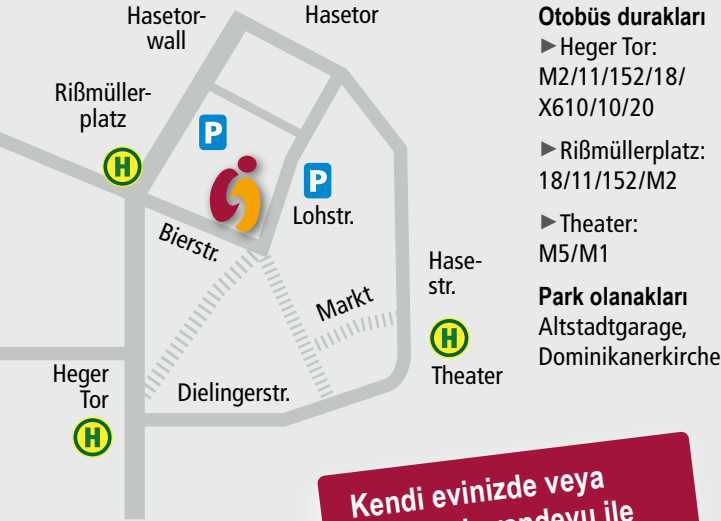 Hasetor-
wall
Hasetor
Rißmüller-
platz
H
P
P
Lohstr.
Bierstr.
Markt
Hase-
str.
H
Theater
Heger
Tor
H
Dielingerstr.
Otobüs durakları
►Heger Tor:
M2/11/152/18/
X610/10/20
►Rißmüllerplatz:
18/11/152/M2
►Theater:
M5/M1
Park olanakları
Altstadtgarage,
Dominikanerkirche
Kendi evinizde veya
randevu ile